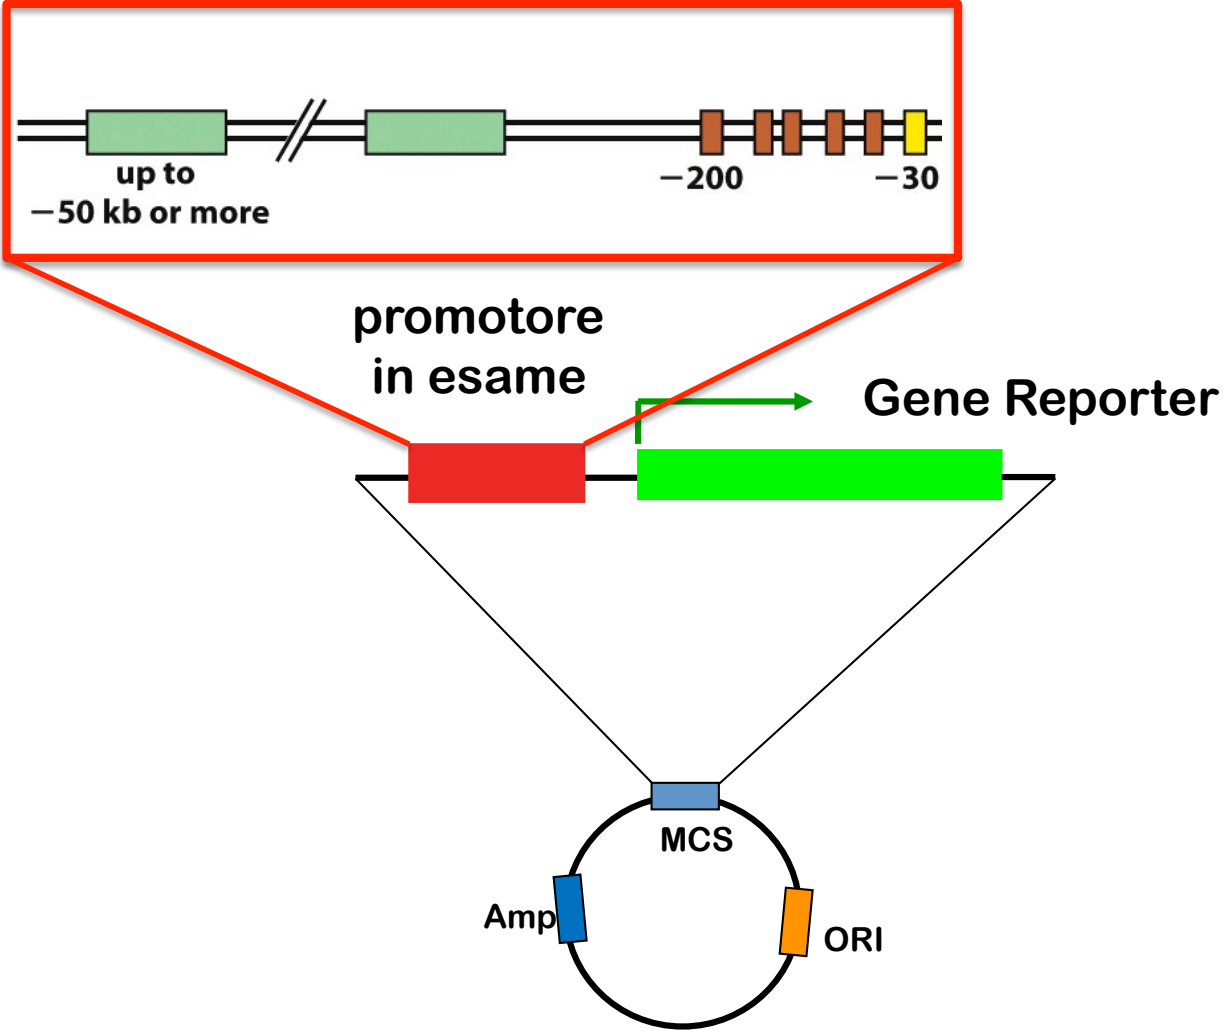 up to
−50 kb or more
−200
−30
promotore
in esame
Gene Reporter
MCS
Amp
ORI